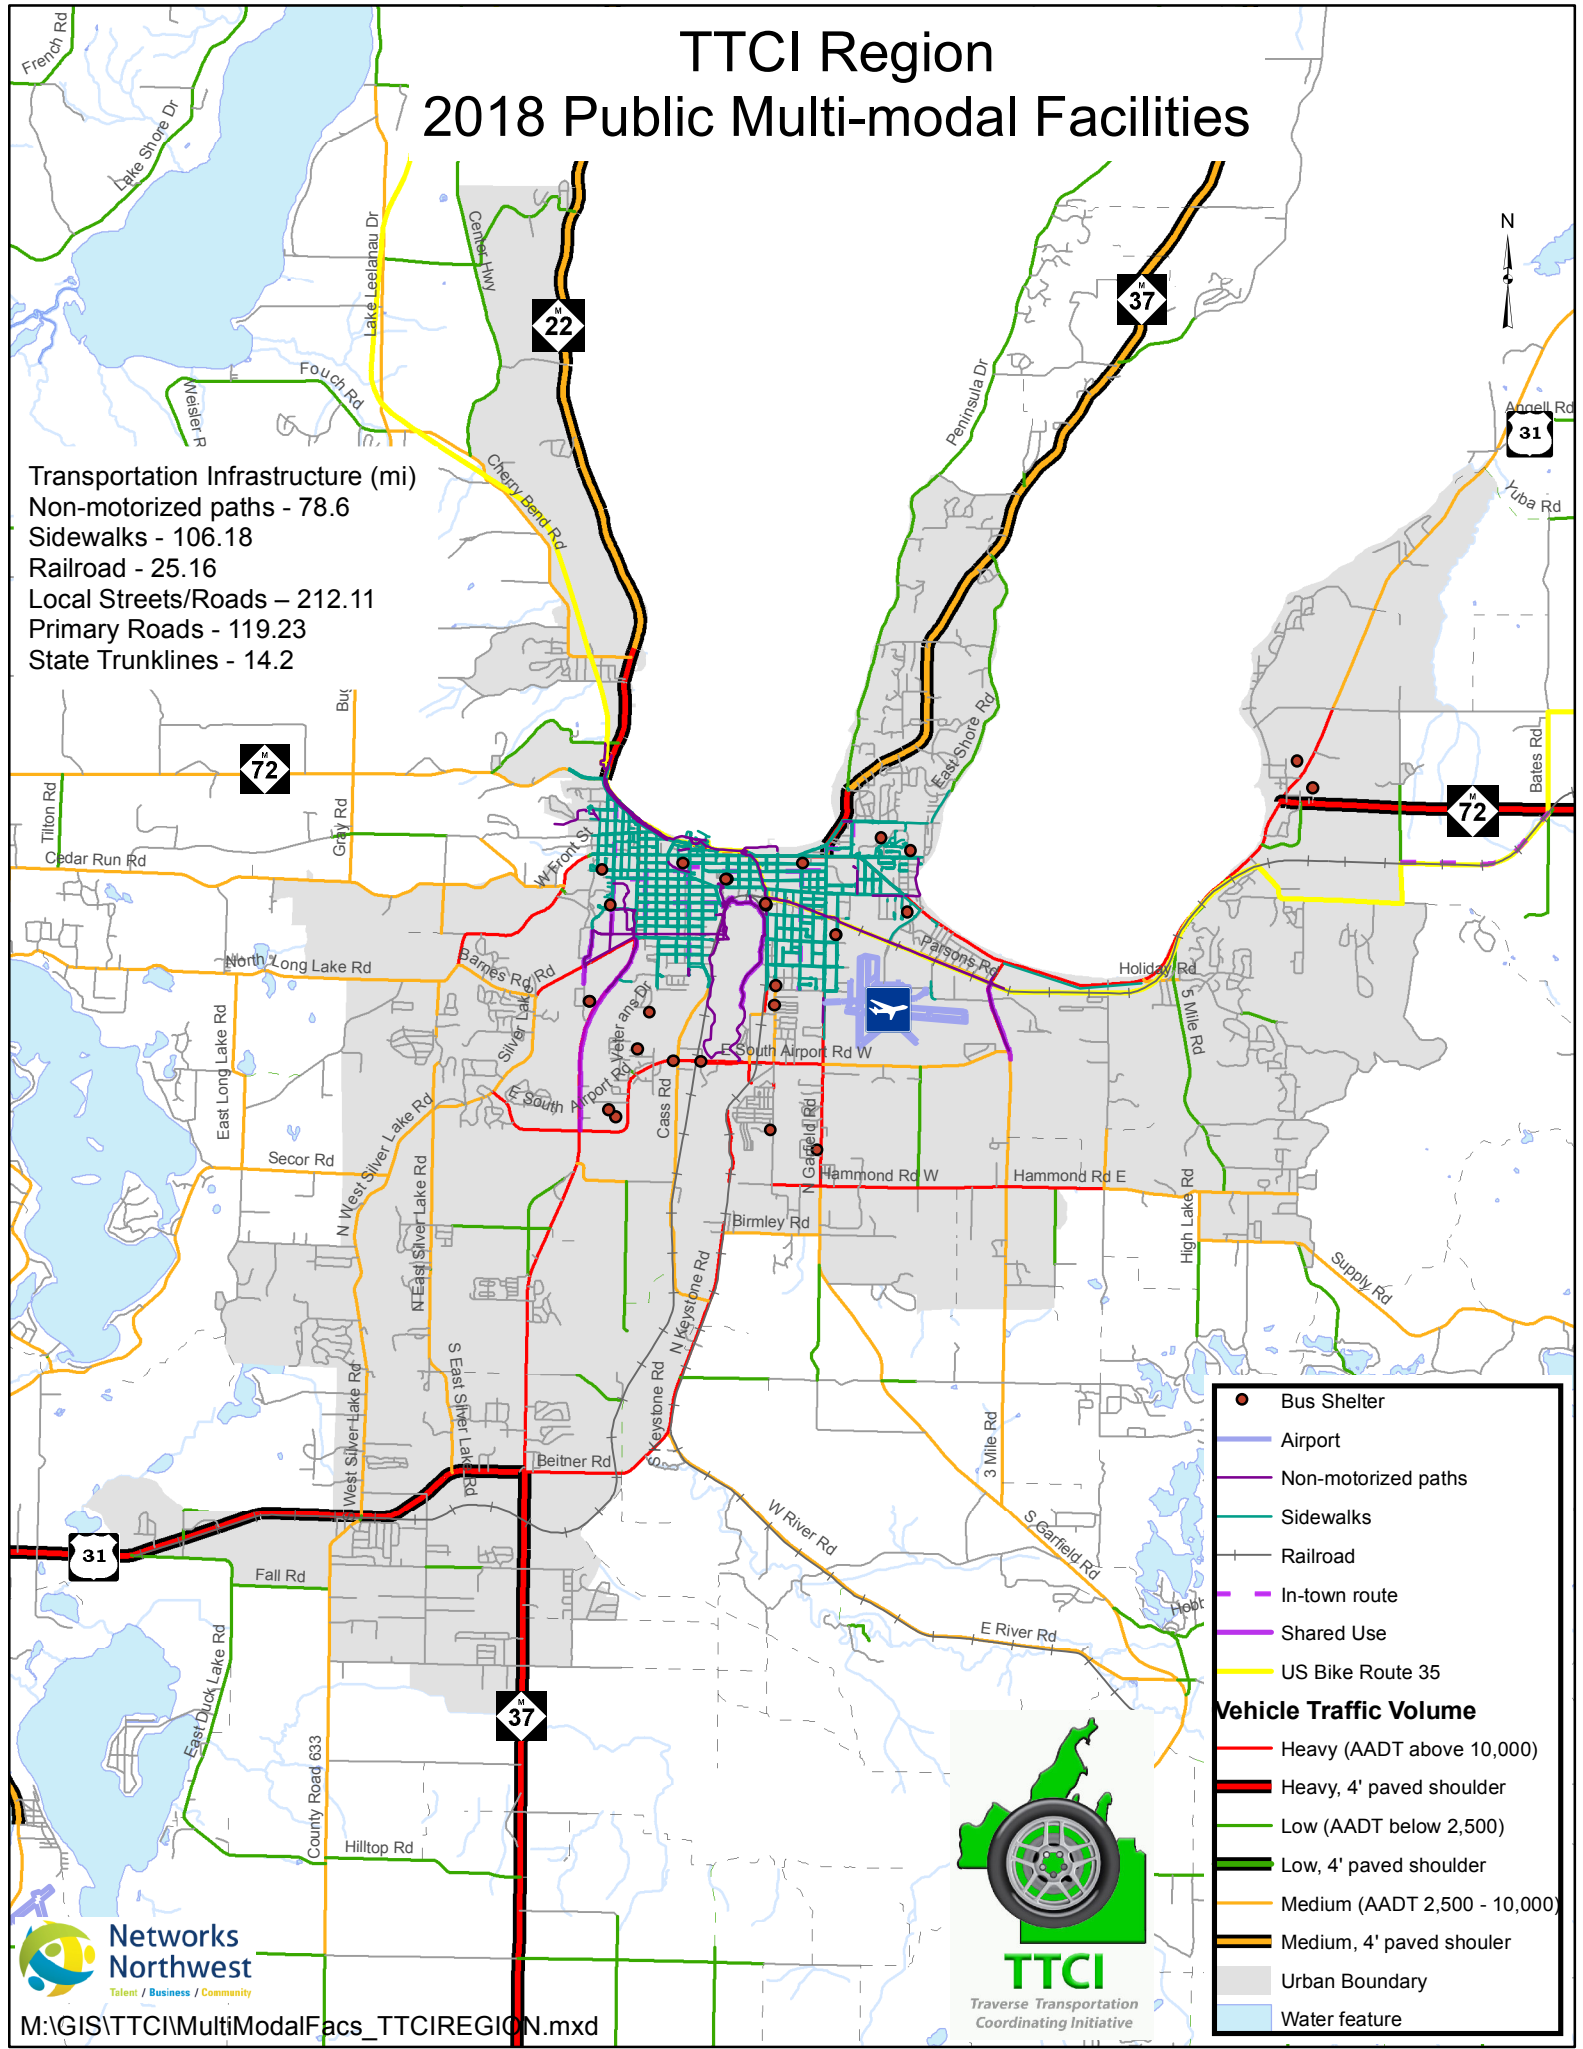 TTCI Region
2018 Public Multi-modal Facilities
French Rd
Lake Shore Dr
Lake Leelanau Dr
Center Hwy
M
22
M
37
N
Peninsula Dr
Fouch Rd
Weisler R
Angell Rd
31
Yuba Rd
Cherry Bend Rd
Transportation Infrastructure (mi)
Non-motorized paths - 78.6
Sidewalks - 106.18
Railroad - 25.16
Local Streets/Roads – 212.11
Primary Roads - 119.23
State Trunklines - 14.2
Bug
M
72
East Shore Rd
Bates Rd
M
72
Tilton Rd
Gray Rd
Cedar Run Rd
W Front St
North Long Lake Rd
Barnes Rd
Rd
Silver Lake
Veterans Dr
Parsons Rd
Holiday Rd
5 Mile Rd
East Long Lake Rd
E South Airport Rd W
E South Airport Rd
Cass Rd
N Garfield Rd
N West Silver Lake Rd
Secor Rd
Hammond Rd W
Hammond Rd E
N East Silver Lake Rd
Birmley Rd
High Lake Rd
Supply Rd
N Keystone Rd
S East Silver Lake Rd
West Silver Lake Rd
S Keystone Rd
Beitner Rd
3 Mile Rd
W River Rd
S Garfield Rd
31
Fall Rd
E River Rd
Hobb
East Duck Lake Rd
M
37
County Road 633
Hilltop Rd
Bus Shelter
Airport
Non-motorized paths
Sidewalks
Railroad
In-town route
Shared Use
US Bike Route 35
Vehicle Traffic Volume
Heavy (AADT above 10,000)
Heavy, 4' paved shoulder
Low (AADT below 2,500)
Low, 4' paved shoulder
Medium (AADT 2,500 - 10,000)
Medium, 4' paved shouler
Urban Boundary
Water feature
TTCI
Traverse Transportation
Coordinating Initiative
Networks
Northwest
Talent / Business / Community
M:\GIS\TTCI\MultiModalFacs_TTCIREGION.mxd